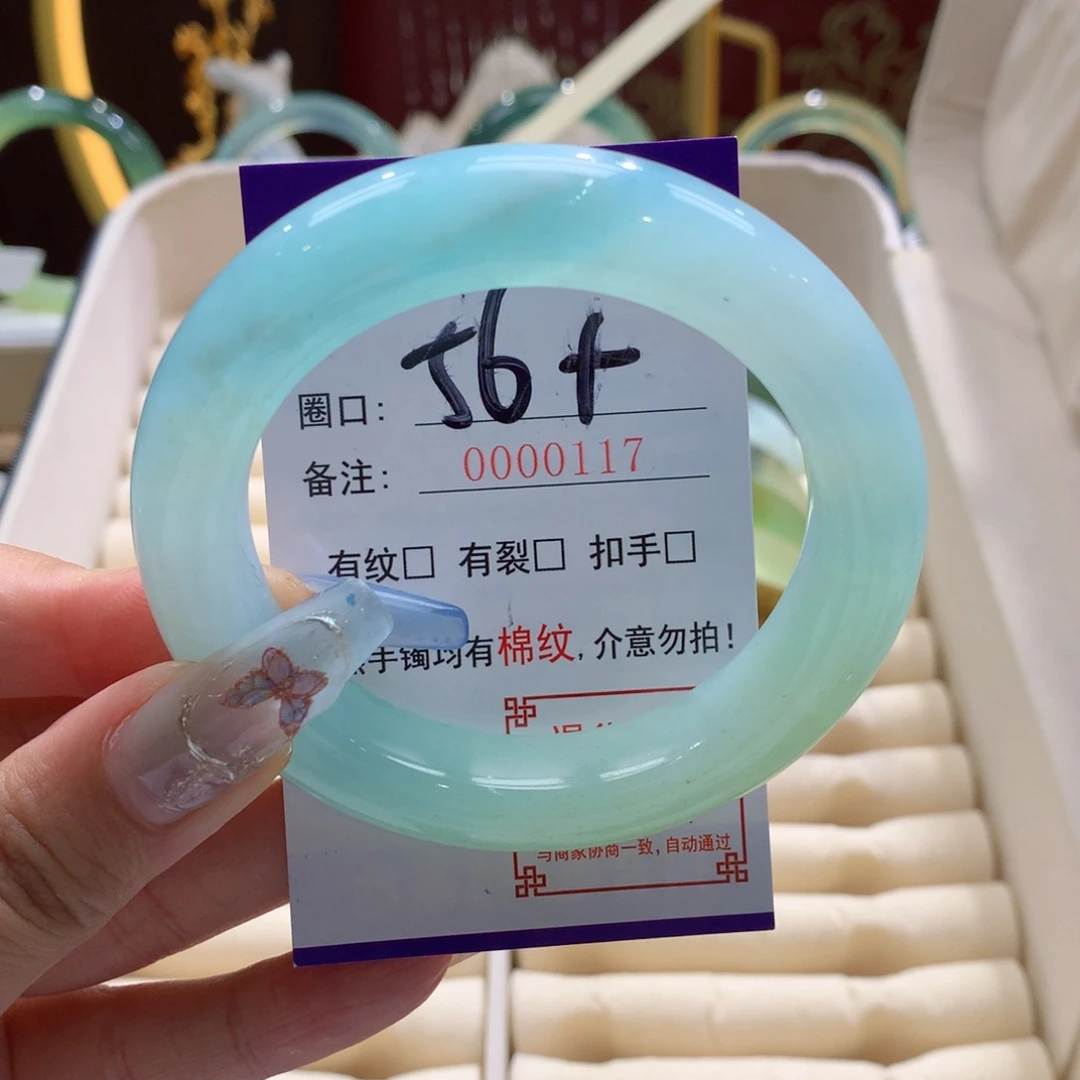 圈口: 56+
备注: 0000117
有纹□ 有裂□ 扣手□
手镯均有棉纹,介意勿拍!
与商家协商一致,自动通过